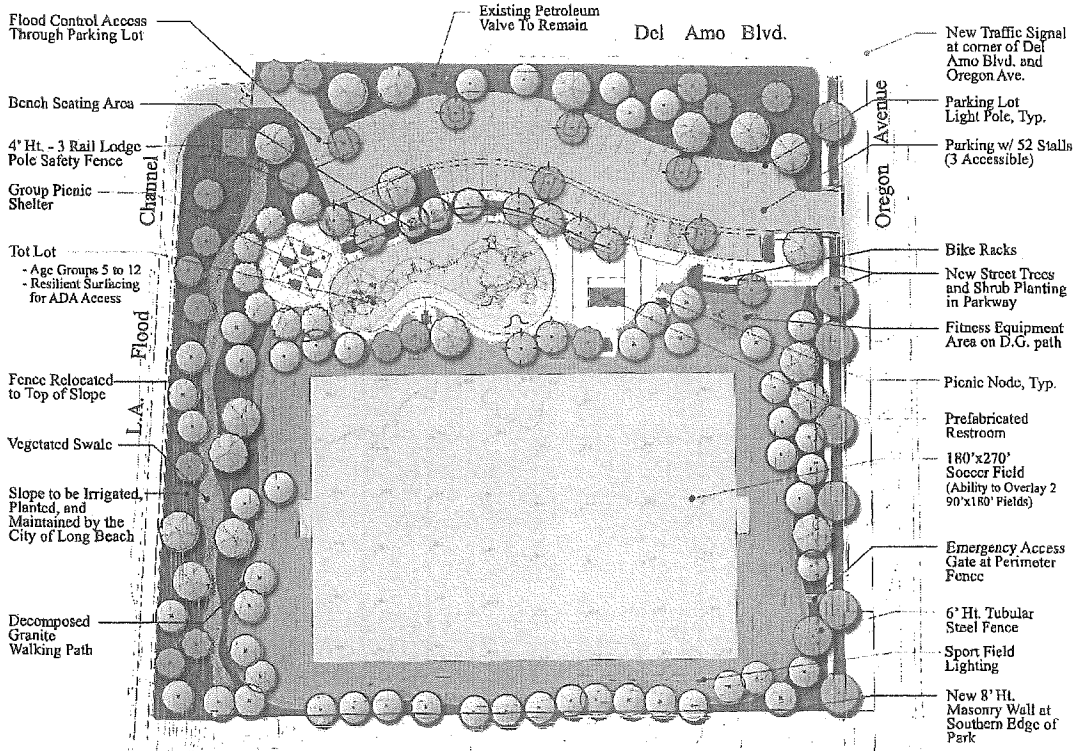 Flood Control Access
Through Parking Lot
Existing Petroleum
Valve To Remain
Del Amo Blvd.
New Traffic Signal
at corner of Del
Amo Blvd. and
Oregon Ave.
Bench Seating Area
4' Ht. - 3 Rail Lodge
Pole Safety Fence
Group Picnic
Shelter
Tot Lot
- Age Groups 5 to 12
- Resilient Surfacing
for ADA Access
Fence Relocated
to Top of Slope
Vegetated Swale
Slope to be Irrigated,
Planted, and
Maintained by the
City of Long Beach
Decomposed
Granite
Walking Path
L.A. Flood Channel
Oregon Avenue
Parking Lot
Light Pole, Typ.
Parking w/ 52 Stalls
(3 Accessible)
Bike Racks
New Street Trees
and Shrub Planting
in Parkway
Fitness Equipment
Area on D.G. path
Picnic Node, Typ.
Prefabricated
Restroom
180'x270'
Soccer Field
(Ability to Overlay 2
90'x180' Fields)
Emergency Access
Gate at Perimeter
Fence
6' Ht. Tubular
Steel Fence
Sport Field
Lighting
New 8' Ht.
Masonry Wall at
Southern Edge of
Park